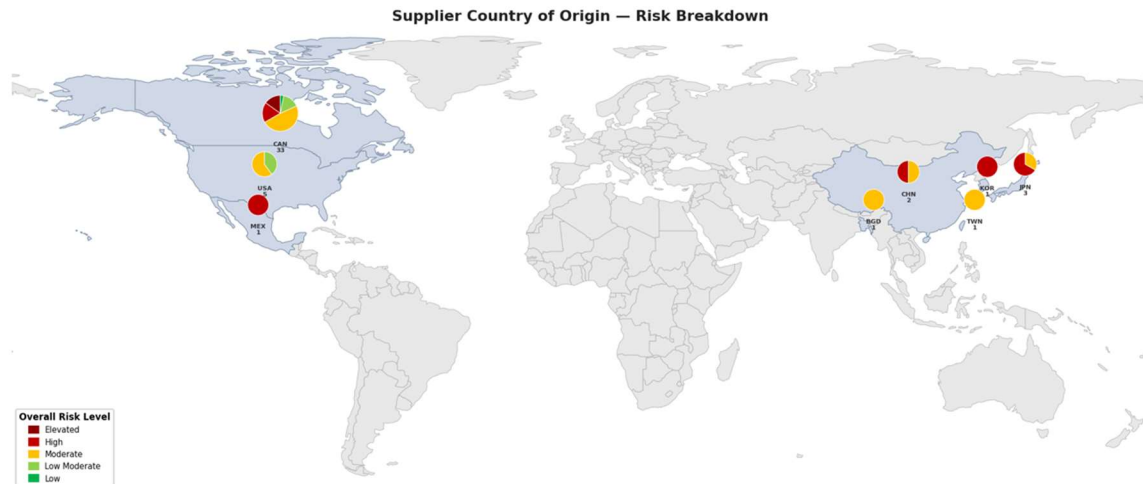 Supplier Country of Origin — Risk Breakdown
CAN
33
USA
5
MEX
1
CHN
2
KOR
1
JPN
3
BGD
1
TWN
1
Overall Risk Level
Elevated
High
Moderate
Low Moderate
Low